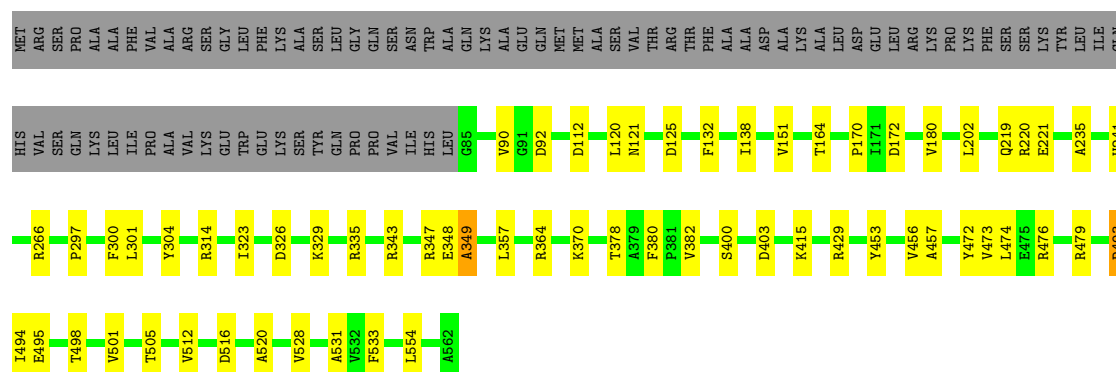 MET ARG SER PRO ALA ALA PHE VAL ALA ARG SER GLY LEU PHE LYS ALA SER LEU GLY GLN SER ASN TRP ALA GLN LYS ALA GLU GLN MET MET ALA SER VAL THR ARG THR PHE ALA ALA ASP ALA LYS ALA LEU ASP GLU LEU ARG LYS PRO LYS PHE SER SER LYS TYR LEU ILE
HIS VAL SER GLN LYS LEU ILE PRO ALA VAL LYS GLU TRP GLU LYS SER TYR GLN PRO PRO VAL ILE HIS LEU G85 V90 G91 D92 D112 L120 N121 D125 F132 I138 V151 T164 P170 I171 D172 V180 L202 Q219 R220 E221 A235
R266 P297 F300 L301 Y304 R314 I323 D326 K329 R335 R343 R347 E348 A349 L357 R364 K370 T378 A379 F380 P381 V382 S400 D403 K415 R429 Y453 V456 A457 Y472 V473 L474 E475 R476 R479
I494 E495 T498 V501 T505 V512 D516 A520 V528 A531 V532 F533 L554 A562